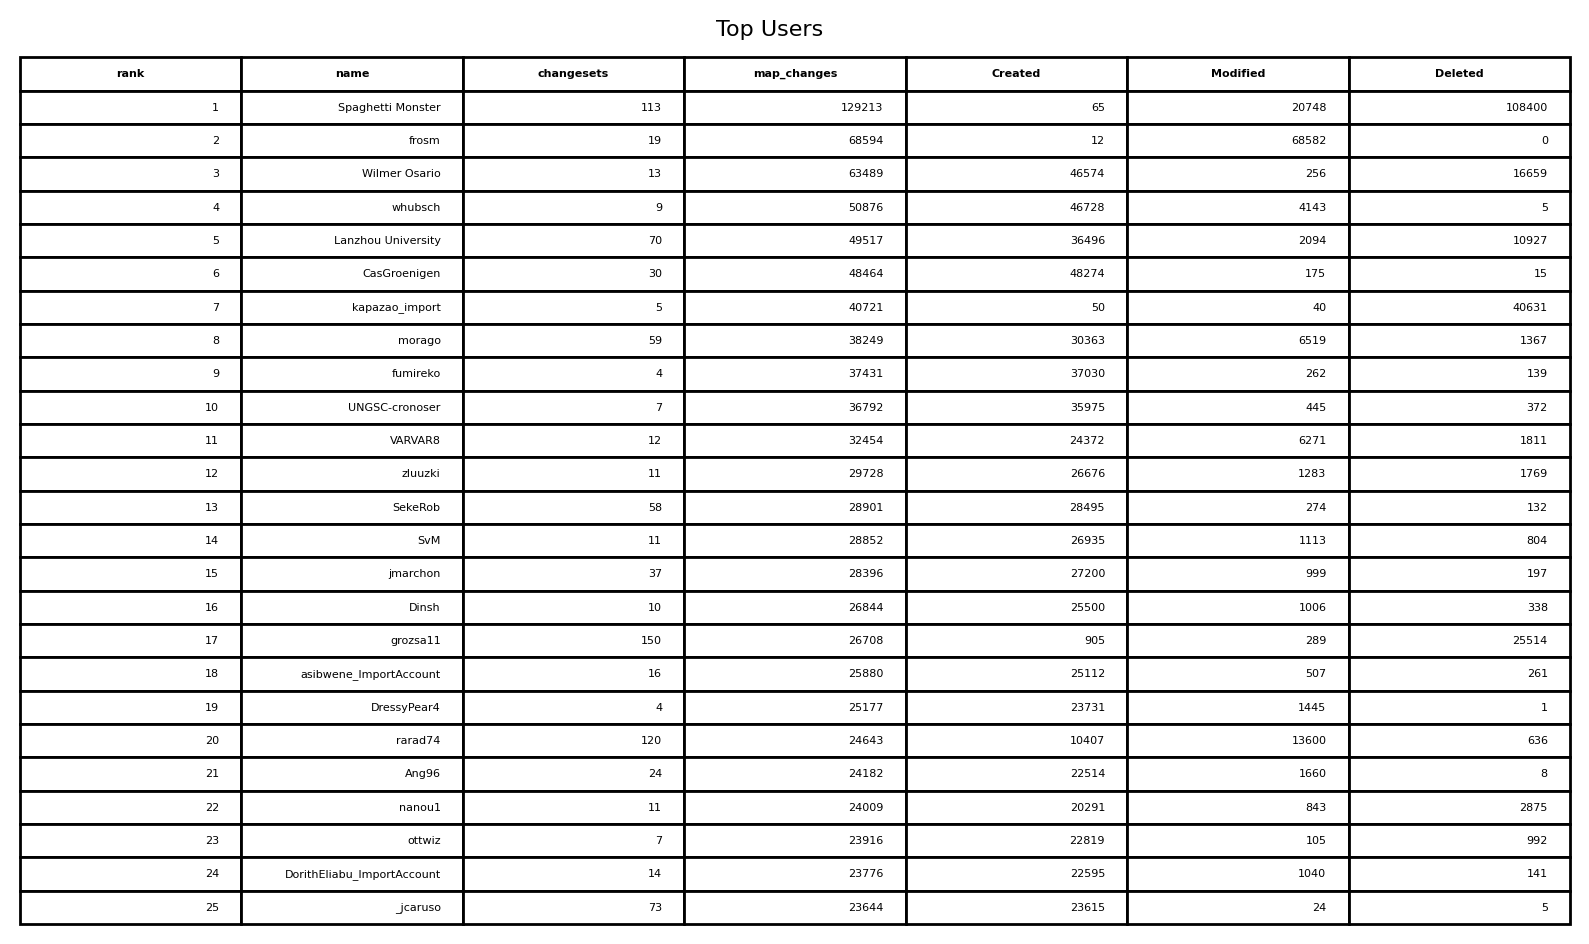 Top Users
rank name changesets map_changes Created Modified Deleted
1 Spaghetti Monster 113 129213 65 20748 108400
2 frosm 19 68594 12 68582 0
3 Wilmer Osario 13 63489 46574 256 16659
4 whubsch 9 50876 46728 4143 5
5 Lanzhou University 70 49517 36496 2094 10927
6 CasGroenigen 30 48464 48274 175 15
7 kapazao_import 5 40721 50 40 40631
8 morago 59 38249 30363 6519 1367
9 fumireko 4 37431 37030 262 139
10 UNGSC-cronoser 7 36792 35975 445 372
11 VARVAR8 12 32454 24372 6271 1811
12 zluuzki 11 29728 26676 1283 1769
13 SekeRob 58 28901 28495 274 132
14 SvM 11 28852 26935 1113 804
15 jmarchon 37 28396 27200 999 197
16 Dinsh 10 26844 25500 1006 338
17 grozsa11 150 26708 905 289 25514
18 asibwene_ImportAccount 16 25880 25112 507 261
19 DressyPear4 4 25177 23731 1445 1
20 rarad74 120 24643 10407 13600 636
21 Ang96 24 24182 22514 1660 8
22 nanou1 11 24009 20291 843 2875
23 ottwiz 7 23916 22819 105 992
24 DorithEliabu_ImportAccount 14 23776 22595 1040 141
25 _jcaruso 73 23644 23615 24 5